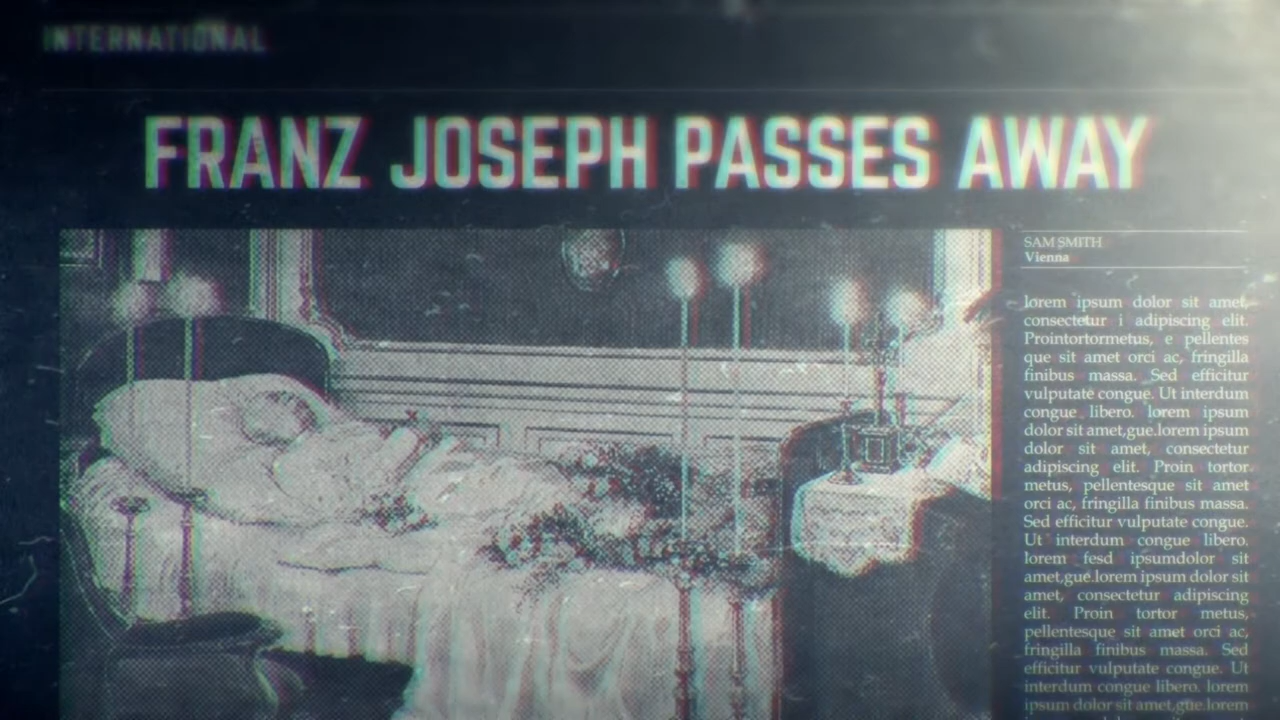 INTERNATIONAL
FRANZ JOSEPH PASSES AWAY
SAM SMITH
Vienna
lorem ipsum dolor sit amet,
consectetur i adipiscing elit.
Prointortormetus, e pellentes
que sit amet orci ac, fringilla
finibus massa. Sed efficitur
vulputate congue. Ut interdum
congue libero. lorem ipsum
dolor sit amet,gue.lorem ipsum
dolor sit amet, consectetur
adipiscing elit. Proin tortor
metus, pellentesque sit amet
orci ac, fringilla finibus massa.
Sed efficitur vulputate congue.
Ut interdum congue libero.
lorem fesd ipsumdolor sit
amet,gue.lorem ipsum dolor sit
amet, consectetur adipiscing
elit. Proin tortor metus,
pellentesque sit amet orci ac,
fringilla finibus massa. Sed
efficitur vulputate congue. Ut
interdum congue libero. lorem
ipsum dolor sit amet,gue.lorem